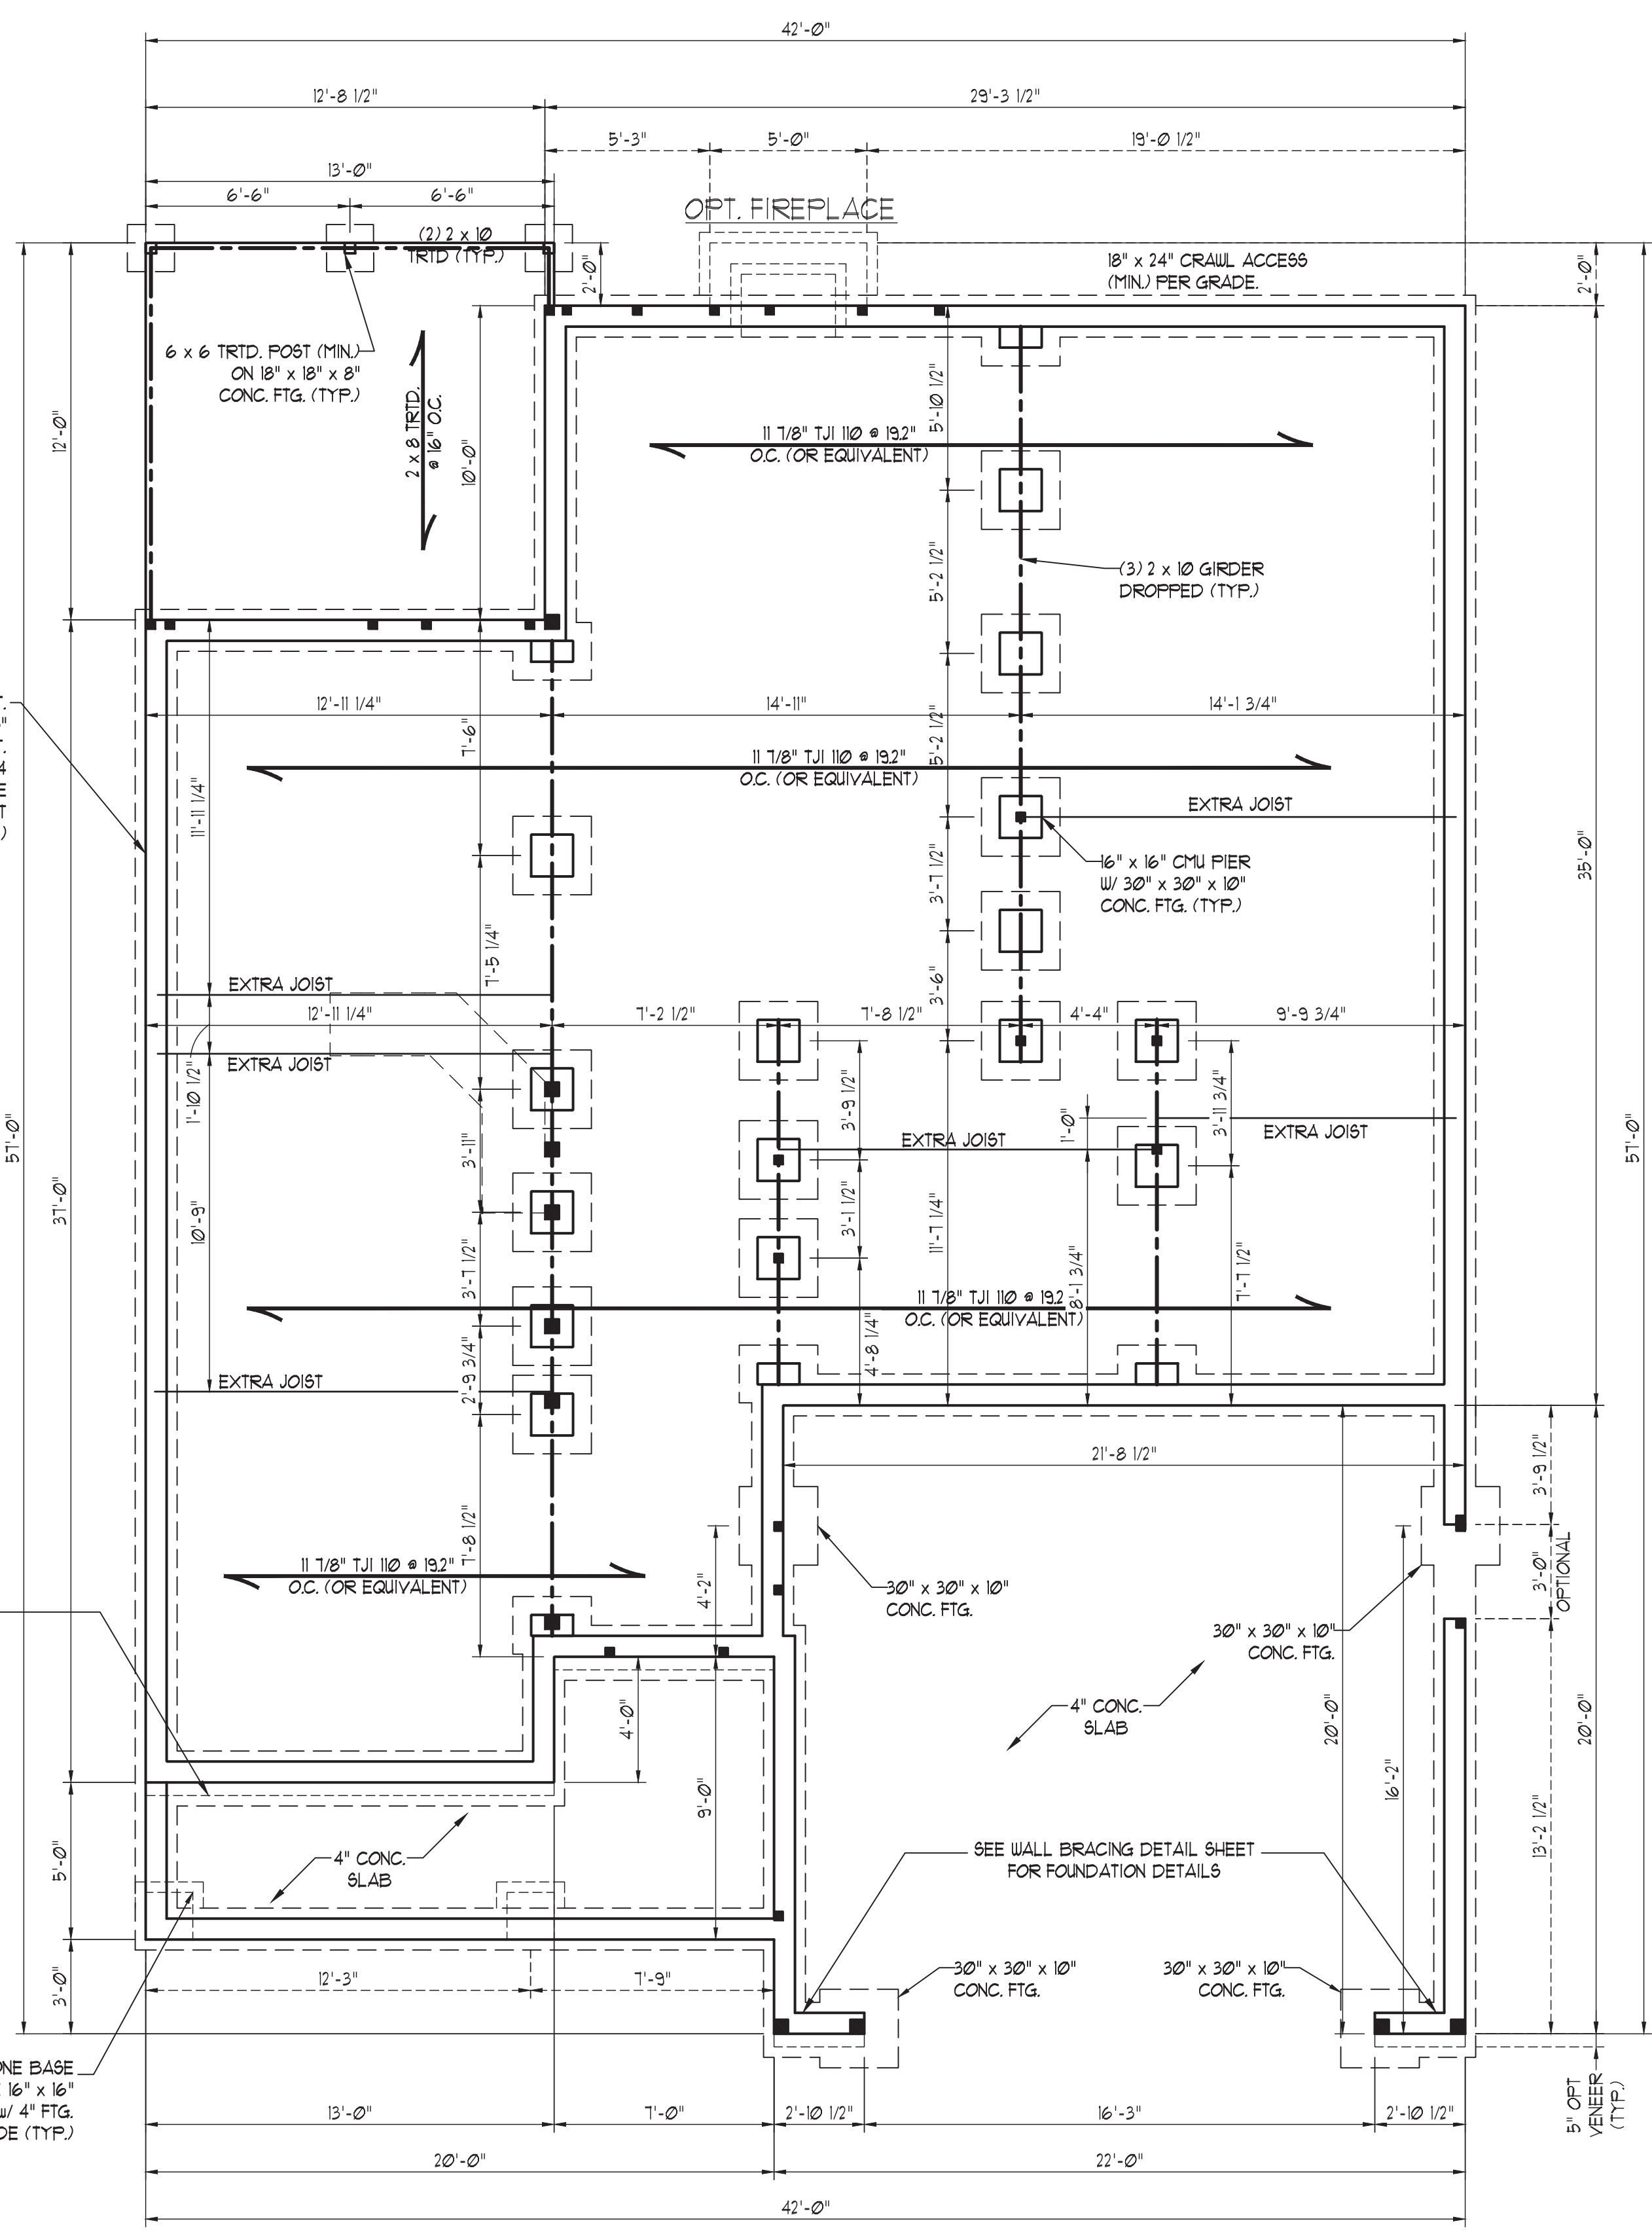 42'-0"
12'-8 1/2"
29'-3 1/2"
5'-3"
5'-0"
19'-0 1/2"
13'-0"
6'-6"
6'-6"
OPT. FIREPLACE
(2) 2 x 10
TRTD (TYP.)
2'-0"
18" x 24" CRAWL ACCESS
(MIN.) PER GRADE.
2'-0"
6 x 6 TRTD. POST (MIN.)
ON 18" x 18" x 8"
CONC. FTG. (TYP.)
2 x 8 TRTD.
@ 16" O.C.
12'-0"
10'-0"
5'-10 1/2"
11 7/8" TJI 110 @ 19.2"
O.C. (OR EQUIVALENT)
5'-2 1/2"
(3) 2 x 10 GIRDER
DROPPED (TYP.)
12'-11 1/4"
14'-11"
14'-1 3/4"
7'-6"
5'-2 1/2"
11 7/8" TJI 110 @ 19.2"
O.C. (OR EQUIVALENT)
11'-11 1/4"
EXTRA JOIST
16" x 16" CMU PIER
W/ 30" x 30" x 10"
CONC. FTG. (TYP.)
3'-7 1/2"
35'-0"
7'-5 1/4"
3'-6"
EXTRA JOIST
12'-11 1/4"
7'-2 1/2"
7'-8 1/2"
4'-4"
9'-9 3/4"
EXTRA JOIST
1'-10 1/2"
3'-9 1/2"
1'-0"
3'-11 3/4"
57'-0"
37'-0"
57'-0"
3'-11"
EXTRA JOIST
EXTRA JOIST
10'-9"
3'-1 1/2"
11'-7 1/4"
8'-1 3/4"
7'-7 1/2"
3'-7 1/2"
11 7/8" TJI 110 @ 19.2
O.C. (OR EQUIVALENT)
4'-8 1/4"
2'-9 3/4"
EXTRA JOIST
21'-8 1/2"
3'-9 1/2"
7'-8 1/2"
11 7/8" TJI 110 @ 19.2"
O.C. (OR EQUIVALENT)
4'-2"
30" x 30" x 10"
CONC. FTG.
3'-0"
OPTIONAL
30" x 30" x 10"
CONC. FTG.
4" CONC.
SLAB
4'-0"
20'-0"
20'-0"
16'-2"
9'-0"
13'-2 1/2"
5'-0"
4" CONC.
SLAB
SEE WALL BRACING DETAIL SHEET
FOR FOUNDATION DETAILS
3'-0"
12'-3"
7'-9"
30" x 30" x 10"
CONC. FTG.
30" x 30" x 10"
CONC. FTG.
ONE BASE
16" x 16"
W/ 4" FTG.
DE (TYP.)
5" OPT
VENEER
(TYP.)
13'-0"
7'-0"
2'-10 1/2"
16'-3"
2'-10 1/2"
20'-0"
22'-0"
42'-0"